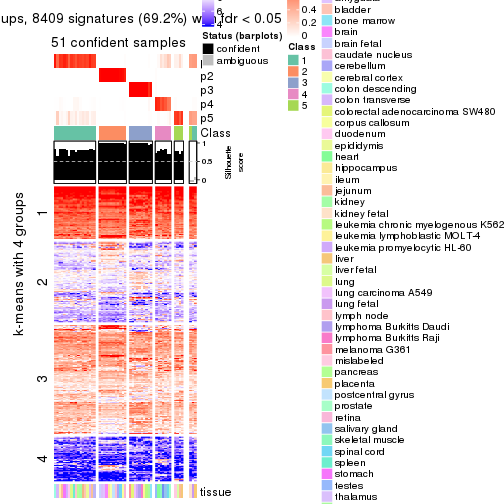 ups, 8409 signatures (69.2%) with fdr < 0.05
51 confident samples
p2
p3
p4
p5
Class
1
0.5
0
Silhouette
score
k-means with 4 groups
1
2
3
4
tissue
6
4
Status (barplots)
confident
ambiguous
0.4
0.2
0
Class
1
2
3
4
5
bladder
bone marrow
brain
brain fetal
caudate nucleus
cerebellum
cerebral cortex
colon descending
colon transverse
colorectal adenocarcinoma SW480
corpus callosum
duodenum
epididymis
heart
hippocampus
ileum
jejunum
kidney
kidney fetal
leukemia chronic myelogenous K562
leukemia lymphoblastic MOLT-4
leukemia promyelocytic HL-60
liver
liver fetal
lung
lung carcinoma A549
lung fetal
lymph node
lymphoma Burkitts Daudi
lymphoma Burkitts Raji
melanoma G361
mislabeled
pancreas
placenta
postcentral gyrus
prostate
retina
salivary gland
skeletal muscle
spinal cord
spleen
stomach
testes
thalamus